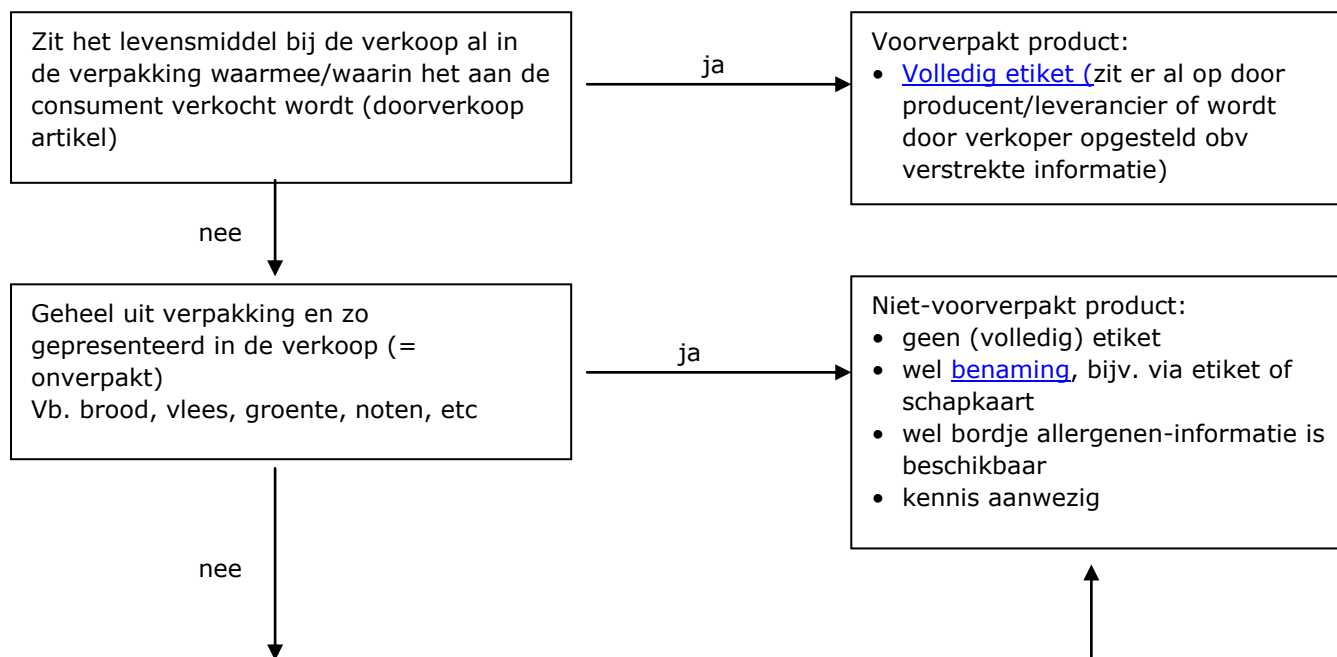 Zit het levensmiddel bij de verkoop al in
de verpakking waarmee/waarin het aan de
consument verkocht wordt (doorverkoop
artikel)
ja
Voorverpakt product:
• Volledig etiket (zit er al op door
producent/leverancier of wordt
door verkoper opgesteld obv
verstrekte informatie)
nee
Geheel uit verpakking en zo
gepresenteerd in de verkoop (=
onverpakt)
Vb. brood, vlees, groente, noten, etc
ja
Niet-voorverpakt product:
• geen (volledig) etiket
• wel benaming, bijv. via etiket of
schapkaart
• wel bordje allergenen-informatie is
beschikbaar
• kennis aanwezig
nee